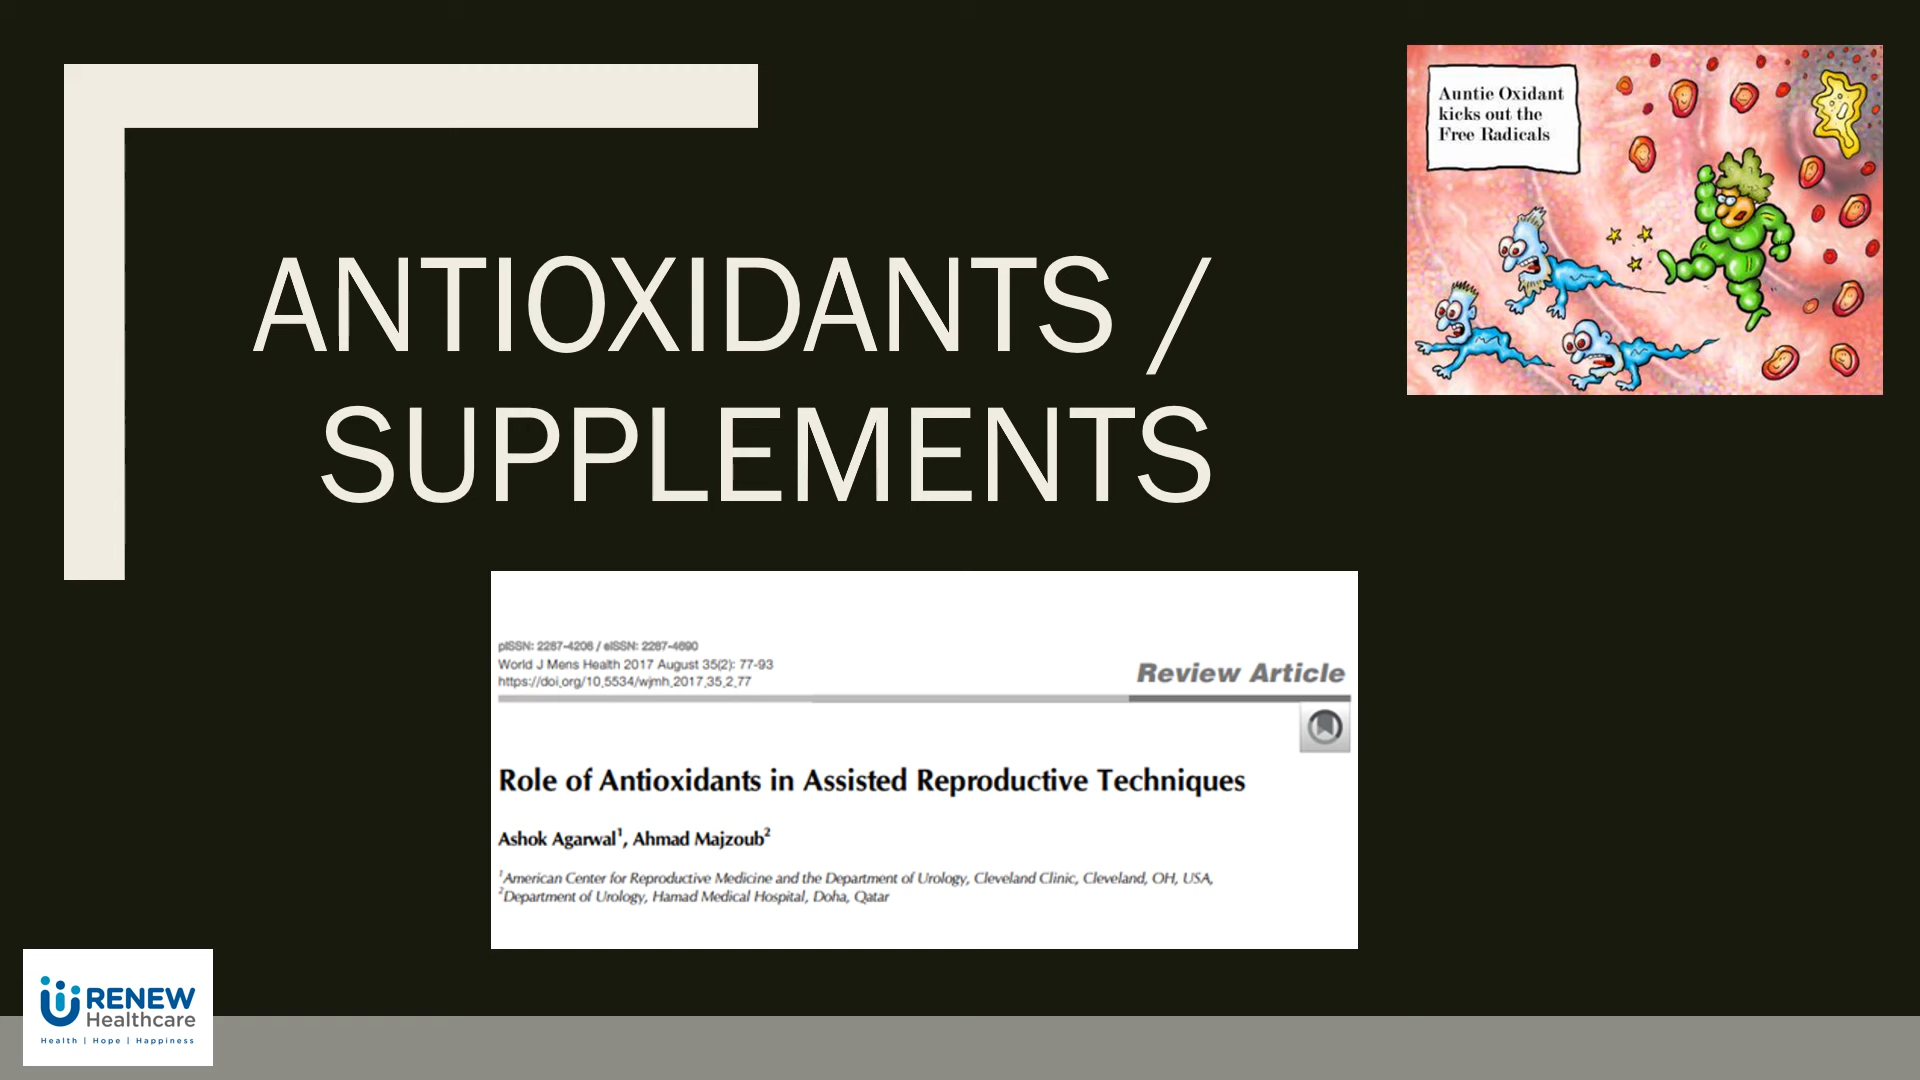 Auntie Oxidant
kicks out the
Free Radicals
ANTIOXIDANTS /
SUPPLEMENTS
pISSN: 2287-4208 / eISSN: 2287-4690
World J Mens Health 2017 August 35(2): 77-93
https://doi.org/10.5534/wjmh.2017.35.2.77
Review Article
Role of Antioxidants in Assisted Reproductive Techniques
Ashok Agarwal1, Ahmad Majzoub2
1American Center for Reproductive Medicine and the Department of Urology, Cleveland Clinic, Cleveland, OH, USA,
2Department of Urology, Hamad Medical Hospital, Doha, Qatar
RENEW
Healthcare
Health | Hope | Happiness